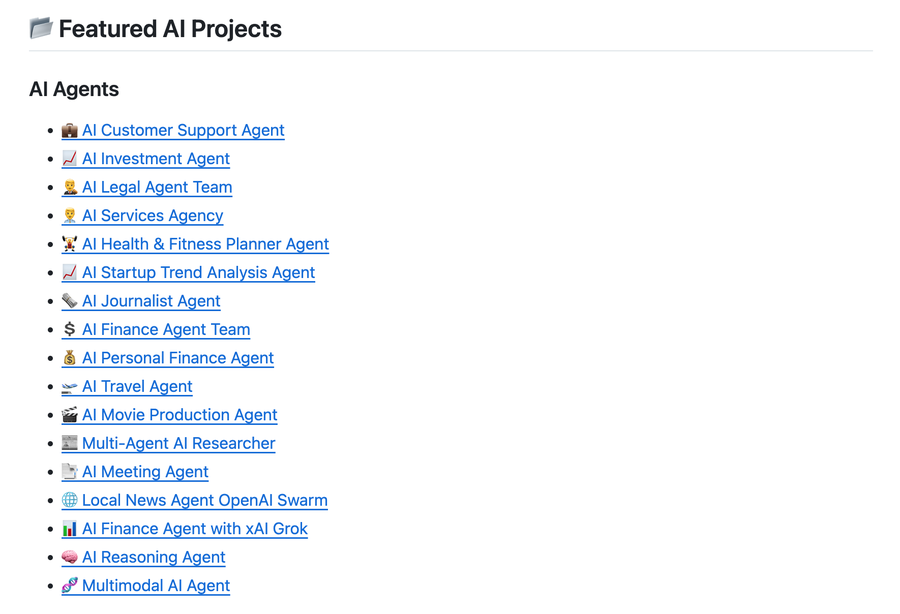 📂 Featured AI Projects
AI Agents
• 💼 AI Customer Support Agent
• 📈 AI Investment Agent
• 👨‍⚖️ AI Legal Agent Team
• 👨‍💼 AI Services Agency
• 🏋️‍♂️ AI Health & Fitness Planner Agent
• 📈 AI Startup Trend Analysis Agent
• 🗞️ AI Journalist Agent
• 💲 AI Finance Agent Team
• 💰 AI Personal Finance Agent
• 🛫 AI Travel Agent
• 🎬 AI Movie Production Agent
• 📰 Multi-Agent AI Researcher
• 📑 AI Meeting Agent
• 🌐 Local News Agent OpenAI Swarm
• 📊 AI Finance Agent with xAI Grok
• 🧠 AI Reasoning Agent
• 🧬 Multimodal AI Agent